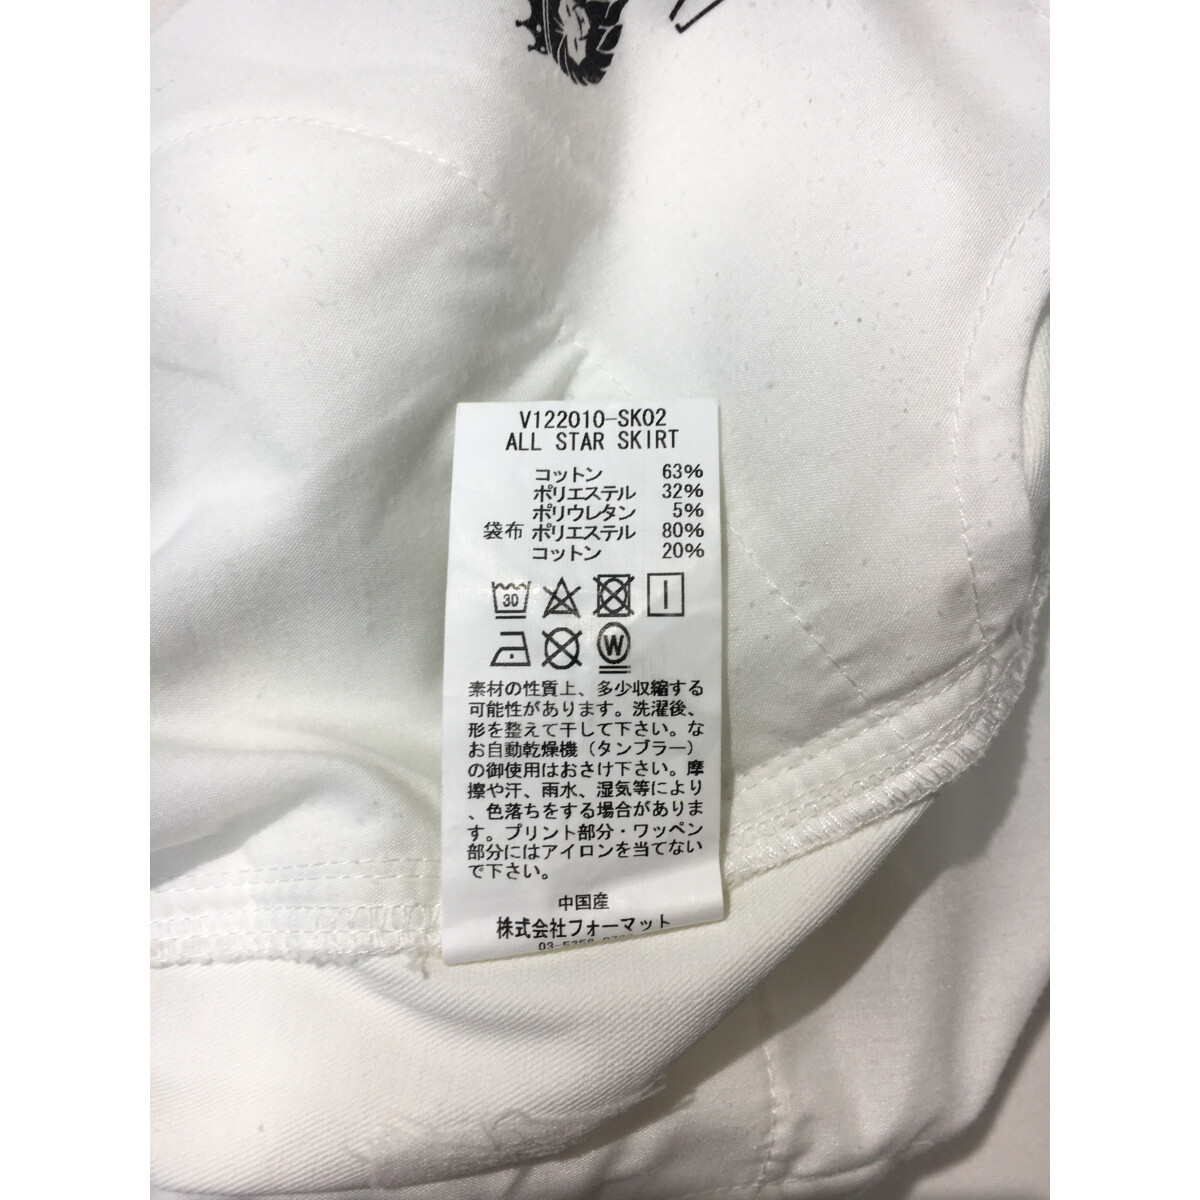 V122010-SK02
ALL STAR SKIRT
コットン 63%
ポリエステル 32%
ポリウレタン 5%
袋布 ポリエステル 80%
コットン 20%
30
W
素材の性質上、多少収縮する
可能性があります。洗濯後、
形を整えて干して下さい。な
お自動乾燥機（タンブラー）
の御使用はおさけ下さい。摩
擦や汗、雨水、湿気等により
、色落ちをする場合がありま
す。プリント部分・ワッペン
部分にはアイロンを当てない
で下さい。
中国産
株式会社フォーマット